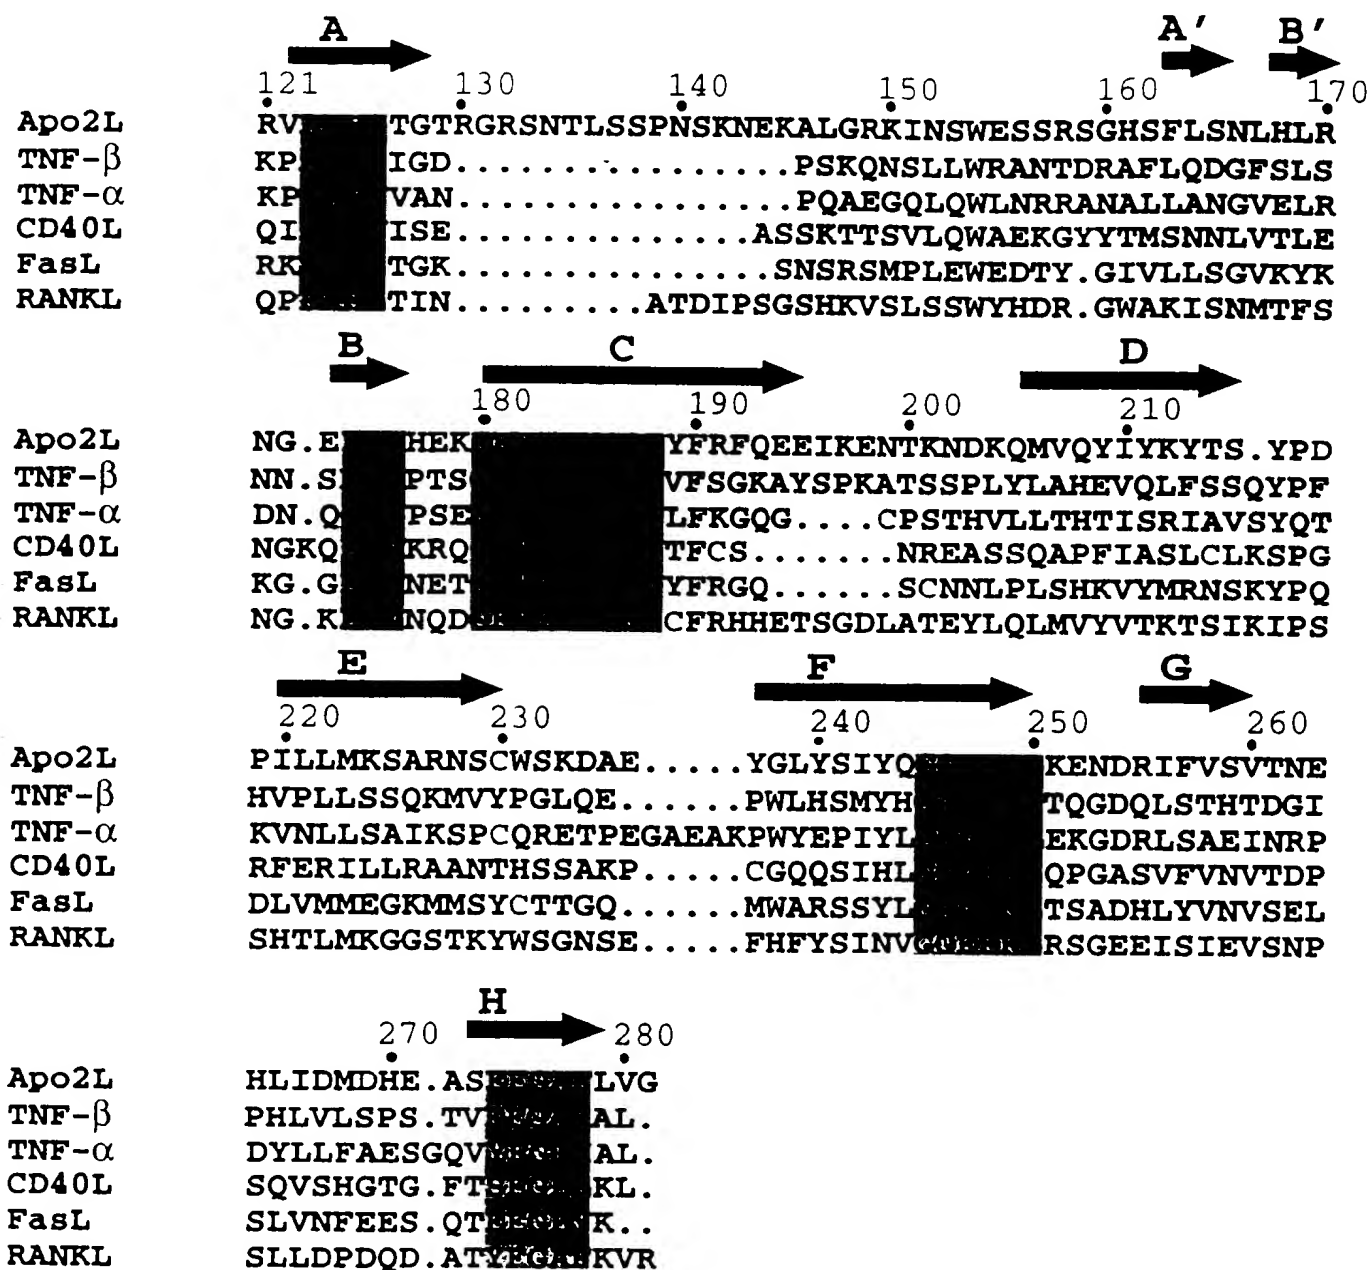 A A' B'
121 130 140 150 160 170
Apo2L RV TGTRGRSNTLSSPNSKNEKALGRKINSWESSRSGHSFLSNLHLR
TNF-β KP IGD................PSKQNSLLWRANTDRAFLQDGFSLS
TNF-α KP VAN................PQAEGQLQWLNRRANALLANGVELR
CD40L QI ISE..............ASSKTTSVLQWAEKGYYTMSNNLVTLE
FasL RK TGK...............SNSRSMPLEWEDTY.GIVLLSGVKYK
RANKL QP TIN.........ATDIPSGSHKVSLSSWYHDR.GWAKISNMTFS
B C D
180 190 200 210
Apo2L NG.E HEK YFRFQEEIKENTKNDKQMVQYIYKYTS.YPD
TNF-β NN.S PTS VFSGKAYSPKATSSPLYLAHEVQLFSSQYPF
TNF-α DN.Q PSE LFKGQG....CPSTHVLLTHTISRIAVSYQT
CD40L NGKQ KRQ TFCS.......NREASSQAPFIASLCLKSPG
FasL KG.G NET YFRGQ......SCNNLPLSHKVYMRNSKYPQ
RANKL NG.K NQD CFRHHETSGDLATEYLQLMVYVTKTSIKIPS
E F G
220 230 240 250 260
Apo2L PILLMKSARNSCWSKDAE.....YGLYSIYQ KENDRIFVSVTNE
TNF-β HVPLLSSQKMVYPGLQE......PWLHSMYH TQGDQLSTHTDGI
TNF-α KVNLLSAIKSPCQRETPEGAEAKPWYEPIYL EKGDRLSAEINRP
CD40L RFERILLRAANTHSSAKP.....CGQQSIHL QPGASVFVNVTDP
FasL DLVMMEGKMMSYCTTGQ......MWARSSYL TSADHLYVNVSEL
RANKL SHTLMKGGSTKYWSGNSE.....FHFYSINV RSGEEISIEVSNP
H
270 280
Apo2L HLIDMDHE.AS LVG
TNF-β PHLVLSPS.TV AL.
TNF-α DYLLFAESGQV AL.
CD40L SQVSHGTG.FT KL.
FasL SLVNFEES.QT K..
RANKL SLLDPDQD.AT KVR